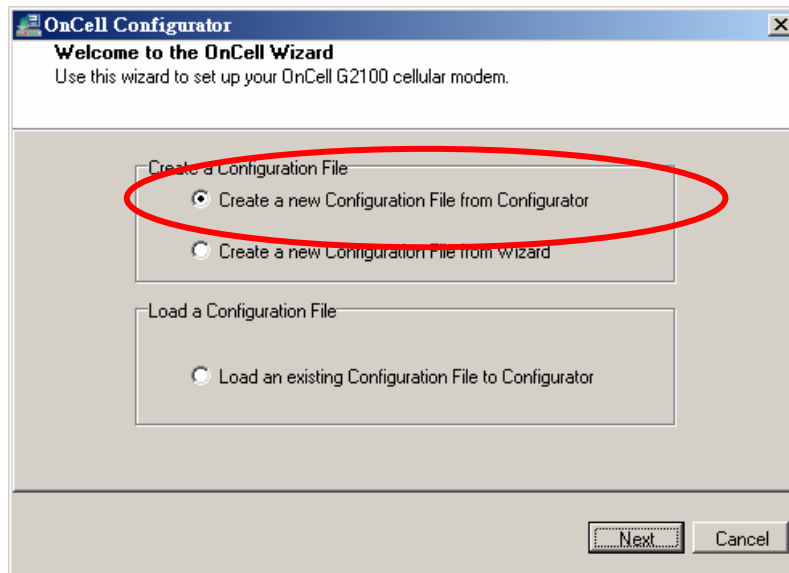 OnCell Configurator
Welcome to the OnCell Wizard
Use this wizard to set up your OnCell G2100 cellular modem.
Create a Configuration File
Create a new Configuration File from Configurator
Create a new Configuration File from Wizard
Load a Configuration File
Load an existing Configuration File to Configurator
Next
Cancel